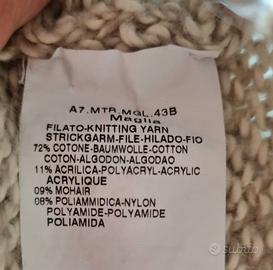 A7.MTR.MGL.43B
Maglia
FILATO-KNITTING YARN
STRICKGARM-FILE-HILADO-FIO
72% COTONE-BAUMWOLLE-COTTON
COTON-ALGODON-ALGODAO
11% ACRILICA-POLYACRYL-ACRYLIC
ACRYLIQUE
09% MOHAIR
08% POLIAMMIDICA-NYLON
POLYAMIDE-POLYAMIDE
POLIAMIDA
subito